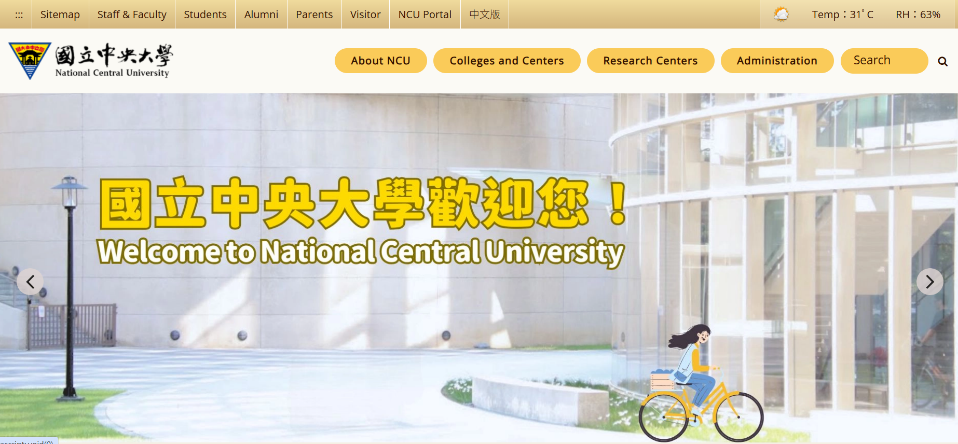 ::: Sitemap Staff & Faculty Students Alumni Parents Visitor NCU Portal 中文版 Temp：31°C RH：63%
國立中央大學
National Central University
About NCU Colleges and Centers Research Centers Administration Search
國立中央大學歡迎您！
Welcome to National Central University